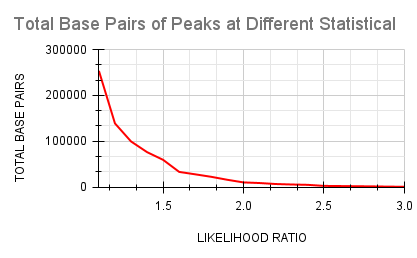 Total Base Pairs of Peaks at Different Statistical
300000
200000
100000
0
TOTAL BASE PAIRS
1.5
2.0
2.5
3.0
LIKELIHOOD RATIO